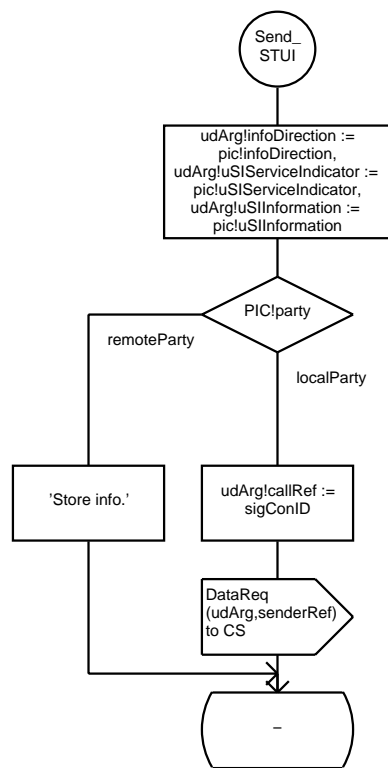 Send_
STUI
udArg!infoDirection :=
pic!infoDirection,
udArg!uSIServiceIndicator :=
pic!uSIServiceIndicator,
udArg!uSIInformation :=
pic!uSIInformation
PIC!party
remoteParty
localParty
'Store info.'
udArg!callRef :=
sigConID
DataReq
(udArg,senderRef)
to CS
–